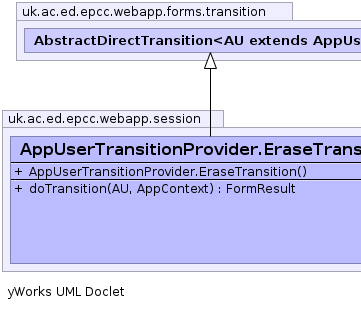 uk.ac.ed.epcc.webapp.forms.transition
AbstractDirectTransition<AU extends AppUs
uk.ac.ed.epcc.webapp.session
AppUserTransitionProvider.EraseTrans
+ AppUserTransitionProvider.EraseTransition()
+ doTransition(AU, AppContext) : FormResult
yWorks UML Doclet